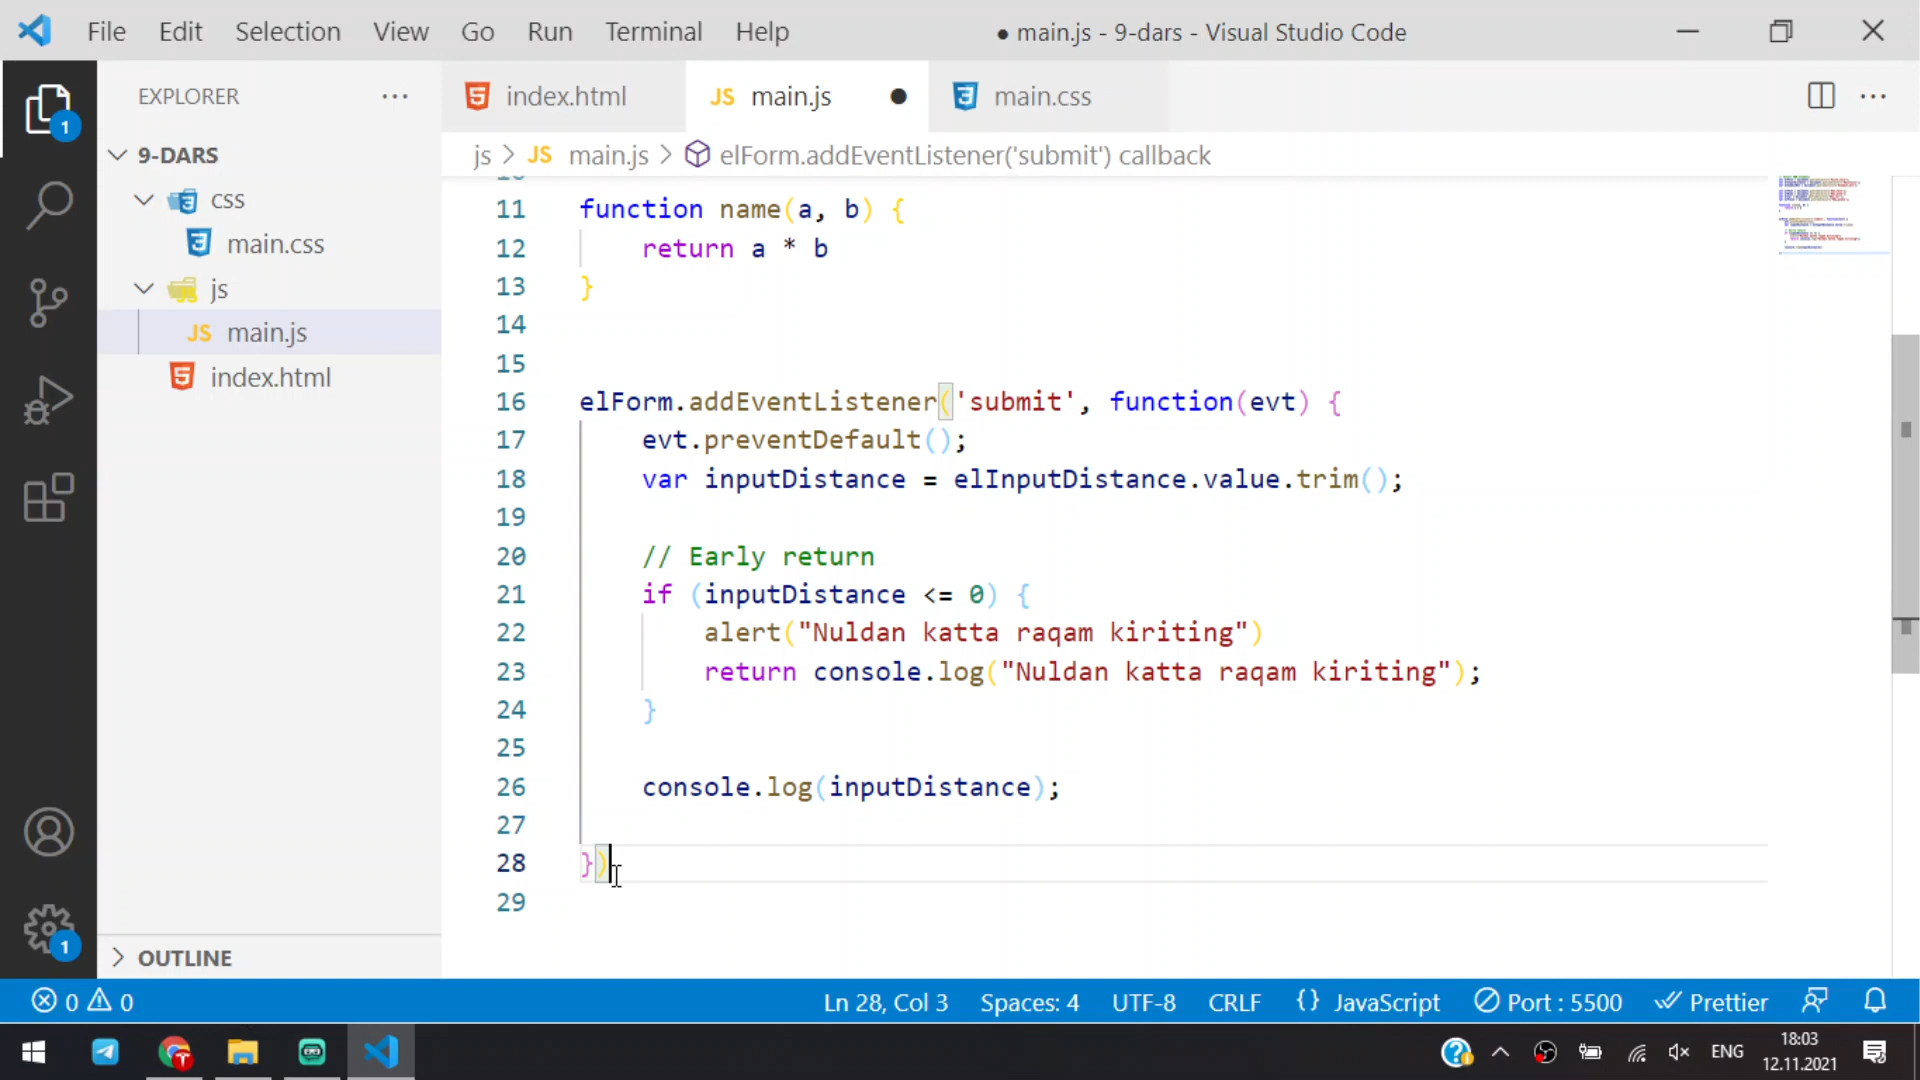 File Edit Selection View Go Run Terminal Help
● main.js - 9-dars - Visual Studio Code
EXPLORER
index.html
JS main.js
main.css
9-DARS
css
main.css
js
JS main.js
index.html
OUTLINE
js > JS main.js > elForm.addEventListener('submit') callback
11 function name(a, b) {
12 return a * b
13 }
14
15
16 elForm.addEventListener('submit', function(evt) {
17 evt.preventDefault();
18 var inputDistance = elInputDistance.value.trim();
19
20 // Early return
21 if (inputDistance <= 0) {
22 alert("Nuldan katta raqam kiriting")
23 return console.log("Nuldan katta raqam kiriting");
24 }
25
26 console.log(inputDistance);
27
28 })
29
1
1
0 0
Ln 28, Col 3 Spaces: 4 UTF-8 CRLF {} JavaScript Port : 5500 Prettier
ENG
18:03
12.11.2021